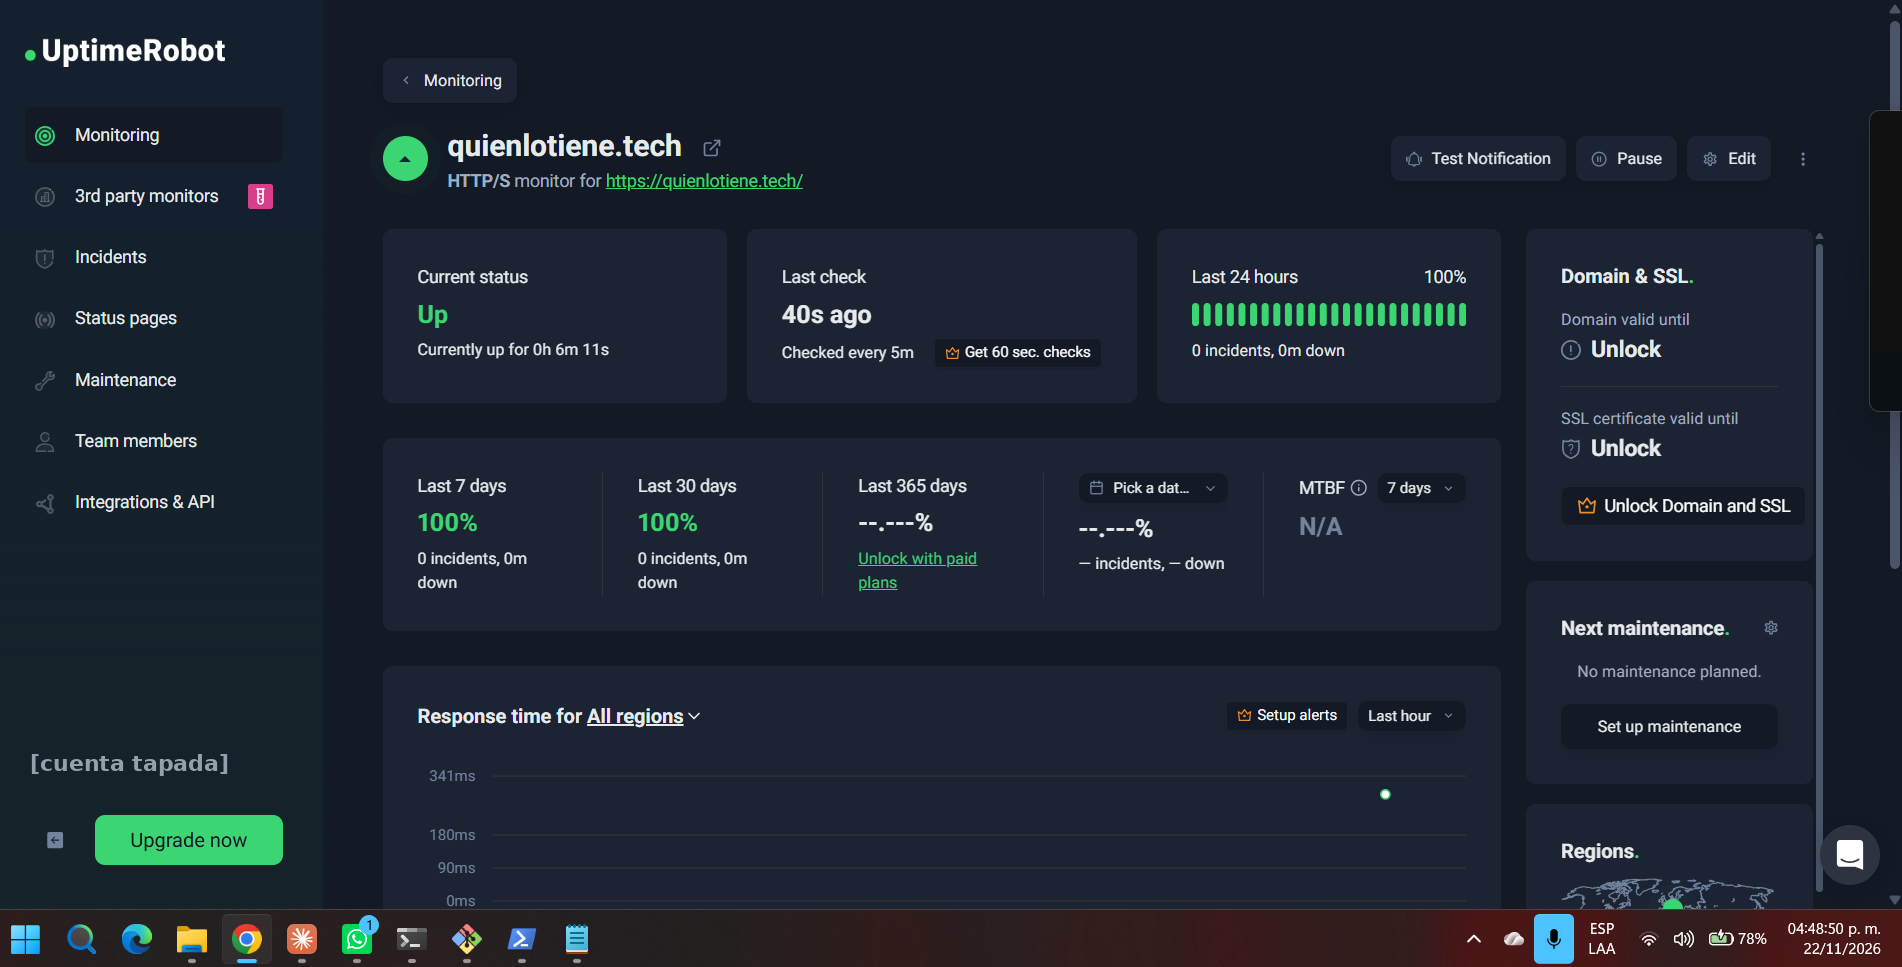 UptimeRobot
Monitoring
3rd party monitors
Incidents
Status pages
Maintenance
Team members
Integrations & API
[cuenta tapada]
Upgrade now
Monitoring
quienlotiene.tech
HTTP/S monitor for https://quienlotiene.tech/
Test Notification
Pause
Edit
Current status
Up
Currently up for 0h 6m 11s
Last check
40s ago
Checked every 5m
Get 60 sec. checks
Last 24 hours 100%
0 incidents, 0m down
Last 7 days
100%
0 incidents, 0m
down
Last 30 days
100%
0 incidents, 0m
down
Last 365 days
--.---%
Unlock with paid
plans
Pick a dat...
--.---%
— incidents, — down
MTBF
7 days
N/A
Response time for All regions
Setup alerts
Last hour
341ms
180ms
90ms
0ms
Domain & SSL.
Domain valid until
Unlock
SSL certificate valid until
Unlock
Unlock Domain and SSL
Next maintenance.
No maintenance planned.
Set up maintenance
Regions.
1
ESP
LAA
78%
04:48:50 p. m.
22/11/2026